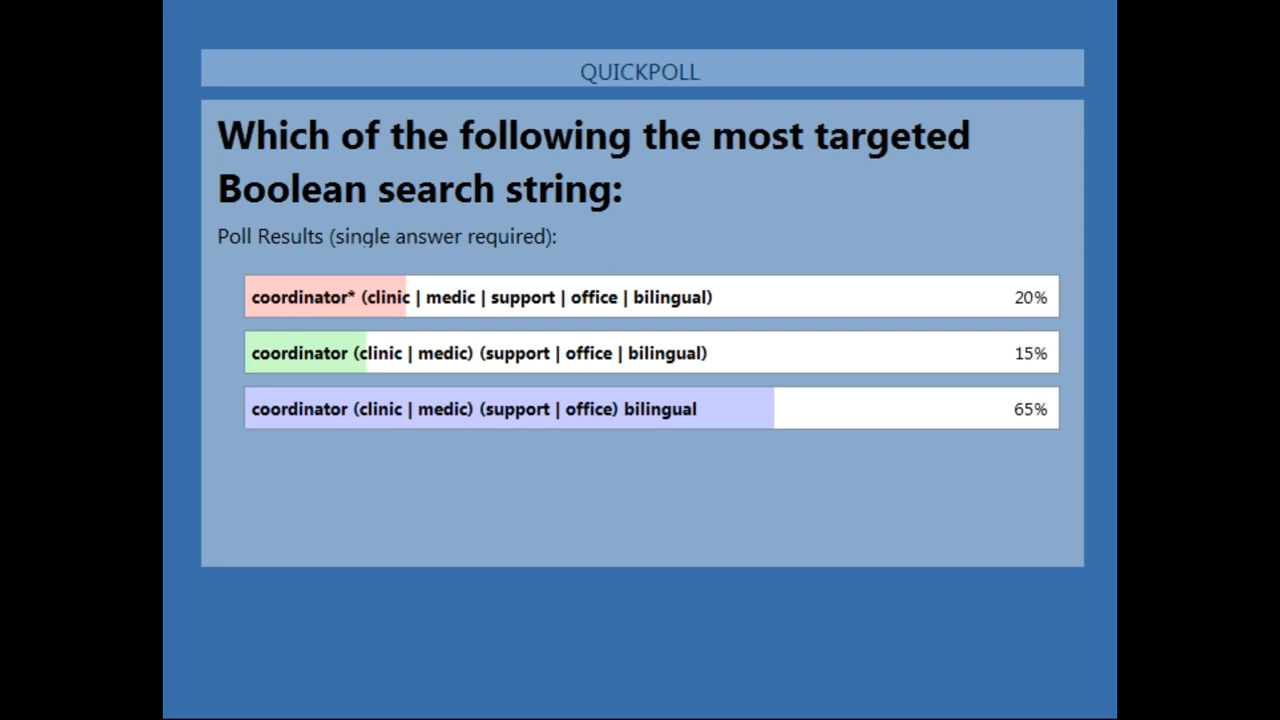 QUICKPOLL
Which of the following the most targeted
Boolean search string:
Poll Results (single answer required):
coordinator* (clinic | medic | support | office | bilingual) 20%
coordinator (clinic | medic) (support | office | bilingual) 15%
coordinator (clinic | medic) (support | office) bilingual 65%